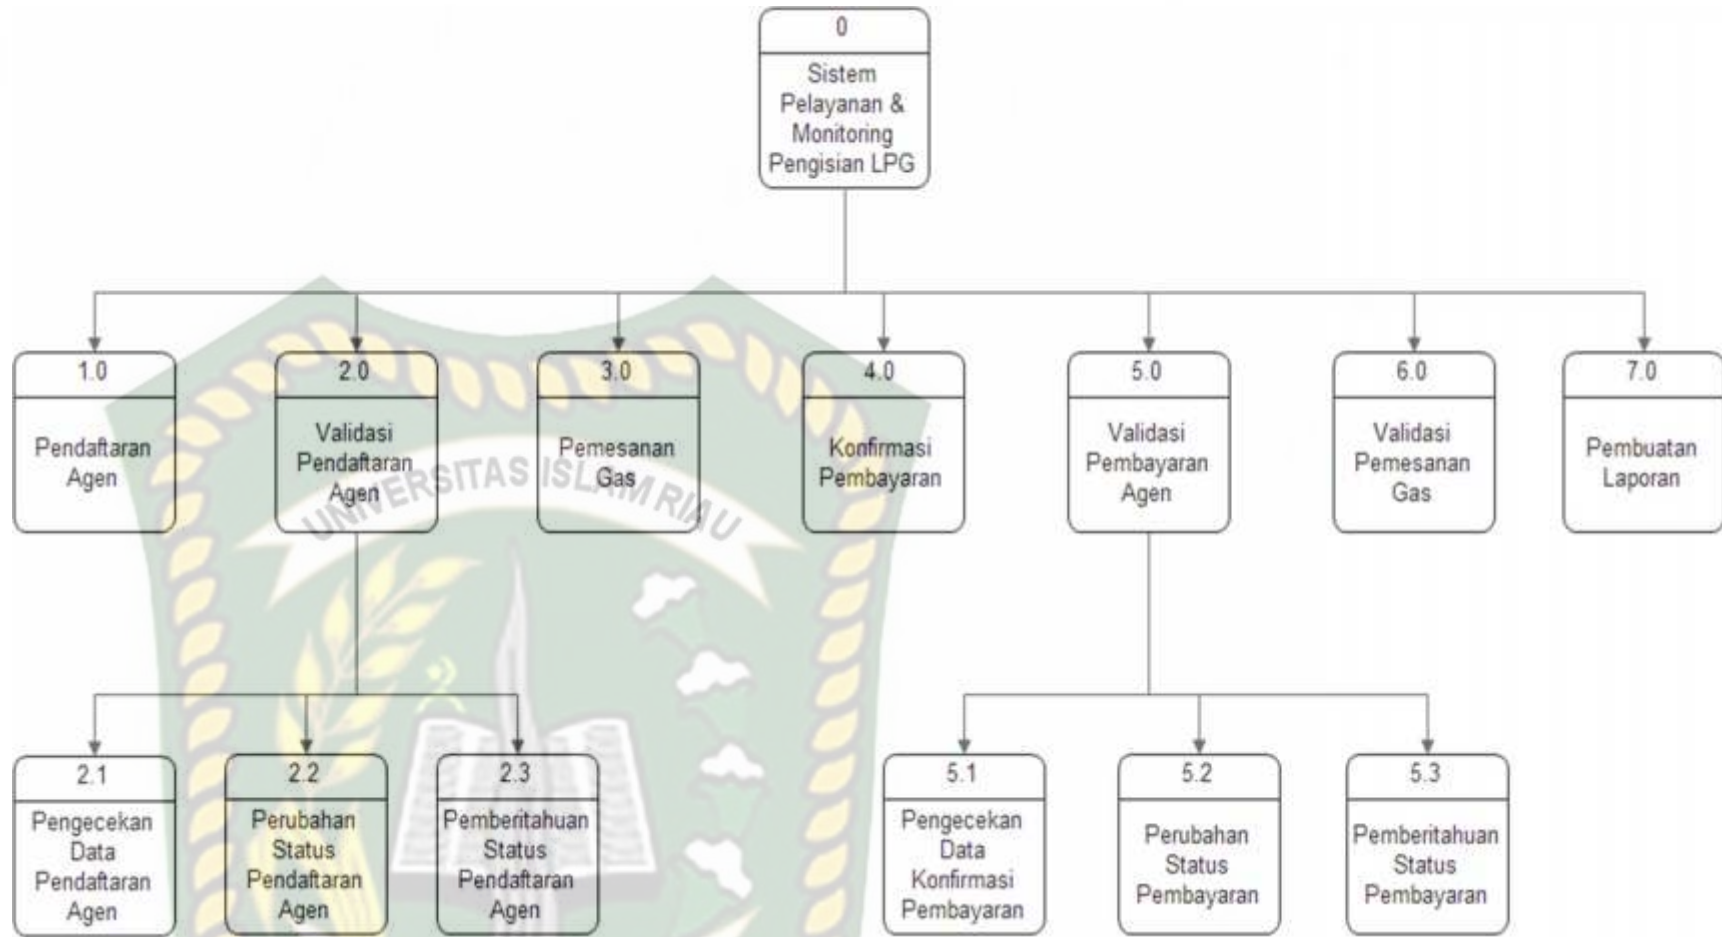 0
Sistem
Pelayanan &
Monitoring
Pengisian LPG
1.0
Pendaftaran
Agen
2.0
Validasi
Pendaftaran
Agen
3.0
Pemesanan
Gas
4.0
Konfirmasi
Pembayaran
5.0
Validasi
Pembayaran
Agen
6.0
Validasi
Pemesanan
Gas
7.0
Pembuatan
Laporan
UNIVERSITAS ISLAM RIAU
2.1
Pengecekan
Data
Pendaftaran
Agen
2.2
Perubahan
Status
Pendaftaran
Agen
2.3
Pemberitahuan
Status
Pendaftaran
Agen
5.1
Pengecekan
Data
Konfirmasi
Pembayaran
5.2
Perubahan
Status
Pembayaran
5.3
Pemberitahuan
Status
Pembayaran